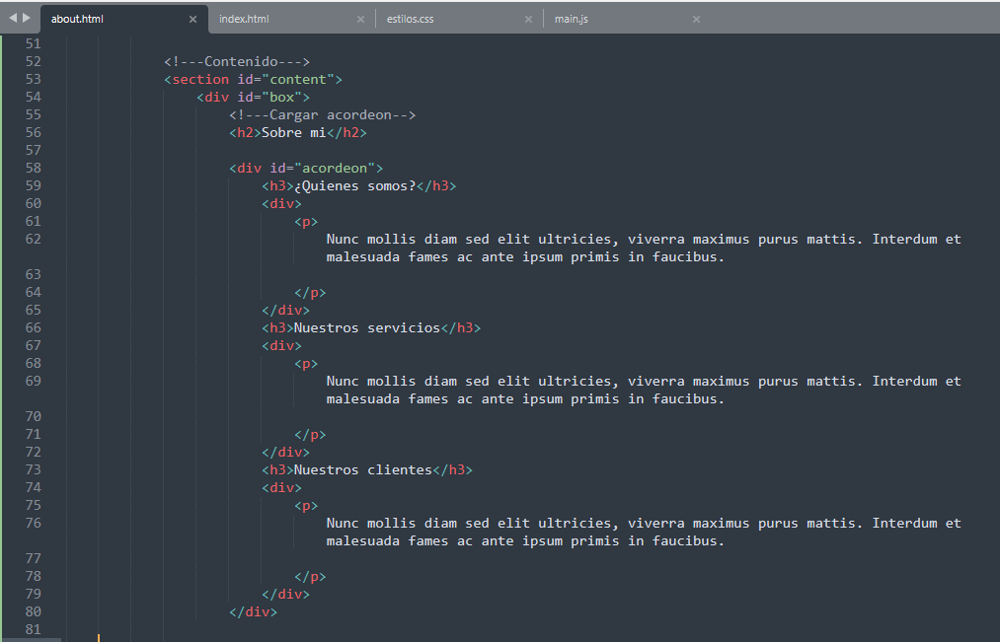 about.html × index.html × estilos.css × main.js ×
51
52 <!---Contenido--->
53 <section id="content">
54 <div id="box">
55 <!---Cargar acordeon-->
56 <h2>Sobre mi</h2>
57
58 <div id="acordeon">
59 <h3>¿Quienes somos?</h3>
60 <div>
61 <p>
62 Nunc mollis diam sed elit ultricies, viverra maximus purus mattis. Interdum et
malesuada fames ac ante ipsum primis in faucibus.
63
64 </p>
65 </div>
66 <h3>Nuestros servicios</h3>
67 <div>
68 <p>
69 Nunc mollis diam sed elit ultricies, viverra maximus purus mattis. Interdum et
malesuada fames ac ante ipsum primis in faucibus.
70
71 </p>
72 </div>
73 <h3>Nuestros clientes</h3>
74 <div>
75 <p>
76 Nunc mollis diam sed elit ultricies, viverra maximus purus mattis. Interdum et
malesuada fames ac ante ipsum primis in faucibus.
77
78 </p>
79 </div>
80 </div>
81